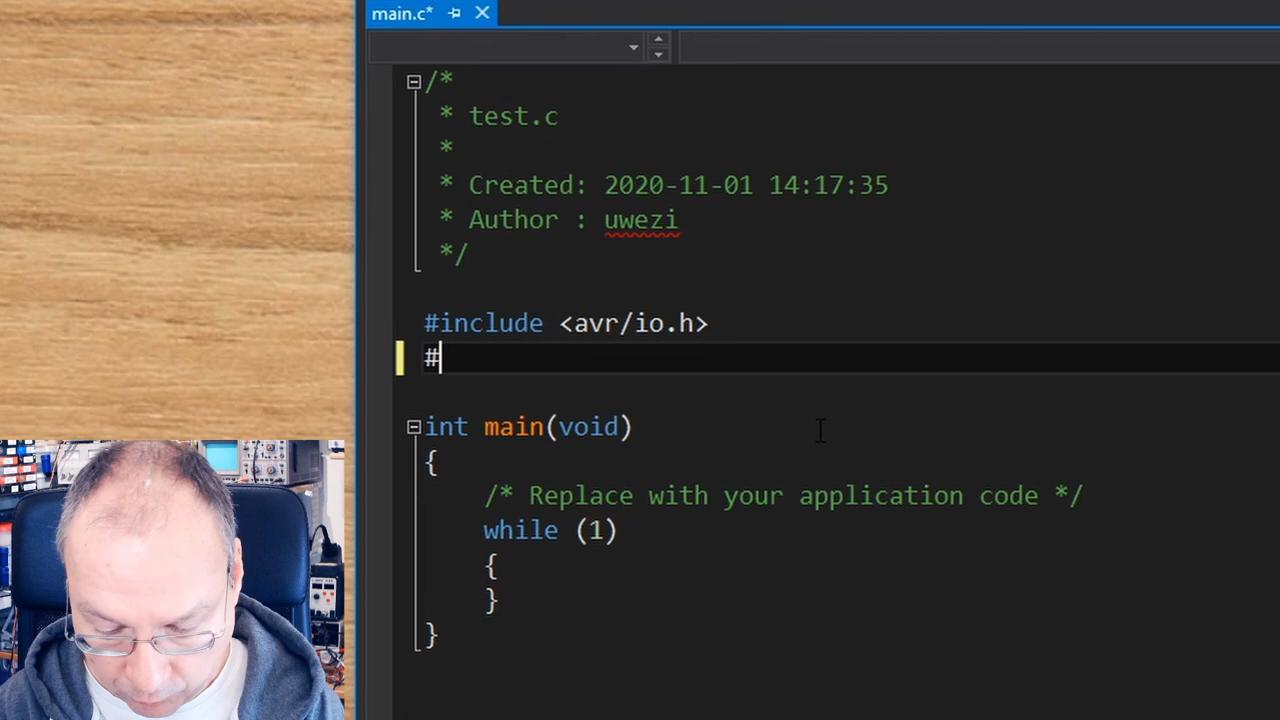 main.c*
/*
* test.c
*
* Created: 2020-11-01 14:17:35
* Author : uwezi
*/
#include <avr/io.h>
#
int main(void)
{
/* Replace with your application code */
while (1)
{
}
}